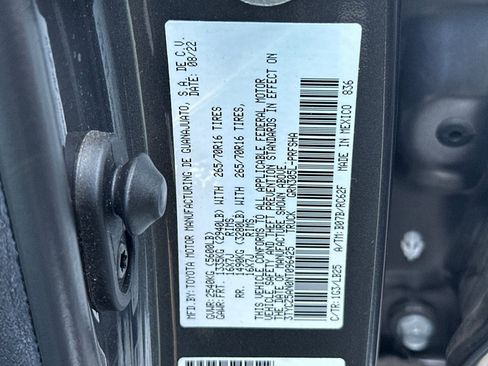 MFD.BY: TOYOTA MOTOR MANUFACTURING DE GUANAJUATO, S.A. DE C.V.
DATE: 08/22
GVWR: 2540KG (5600LB)
GAWR: FRT. 1335KG (2940LB) WITH 265/70R16 TIRES
16X7J RIMS
RR. 1490KG (3280LB) WITH 265/70R16 TIRES
16X7J RIMS
THIS VEHICLE CONFORMS TO ALL APPLICABLE FEDERAL MOTOR
VEHICLE SAFETY AND THEFT PREVENTION STANDARDS IN EFFECT ON
THE DATE OF MANUFACTURE SHOWN ABOVE.
TRUCK GRN305L-PRFSHA
C/TR: 1G3/LB25
A/TM: B07B/RC62F
MADE IN MEXICO 836